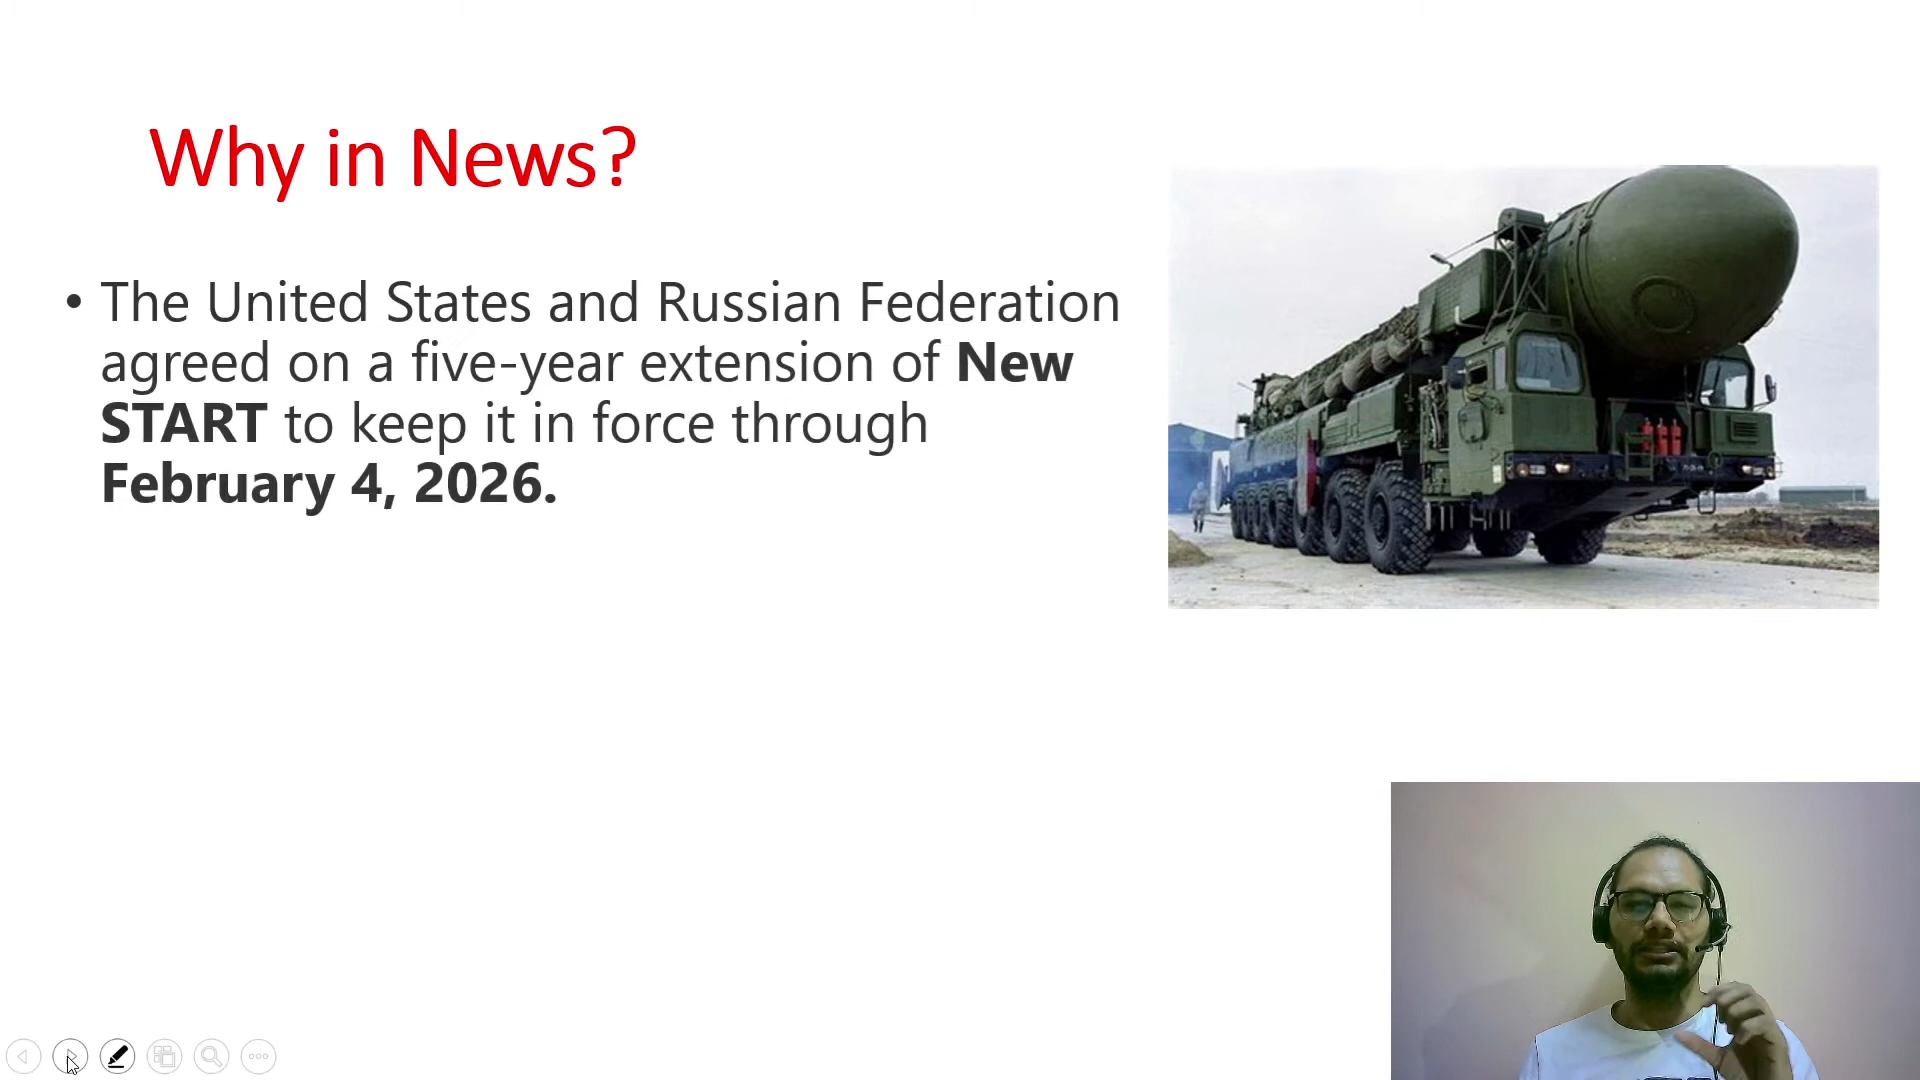 Why in News?
• The United States and Russian Federation
agreed on a five-year extension of New
START to keep it in force through
February 4, 2026.